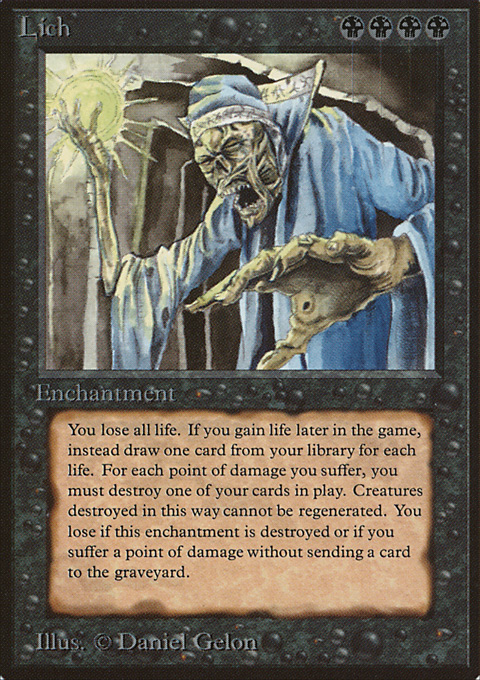 Lich
Enchantment
You lose all life. If you gain life later in the game,
instead draw one card from your library for each
life. For each point of damage you suffer, you
must destroy one of your cards in play. Creatures
destroyed in this way cannot be regenerated. You
lose if this enchantment is destroyed or if you
suffer a point of damage without sending a card
to the graveyard.
Illus. © Daniel Gelon